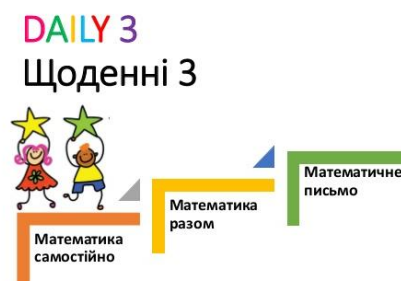 DAILY 3
Щоденні 3
Математика
самостійно
Математика
разом
Математичне
письмо